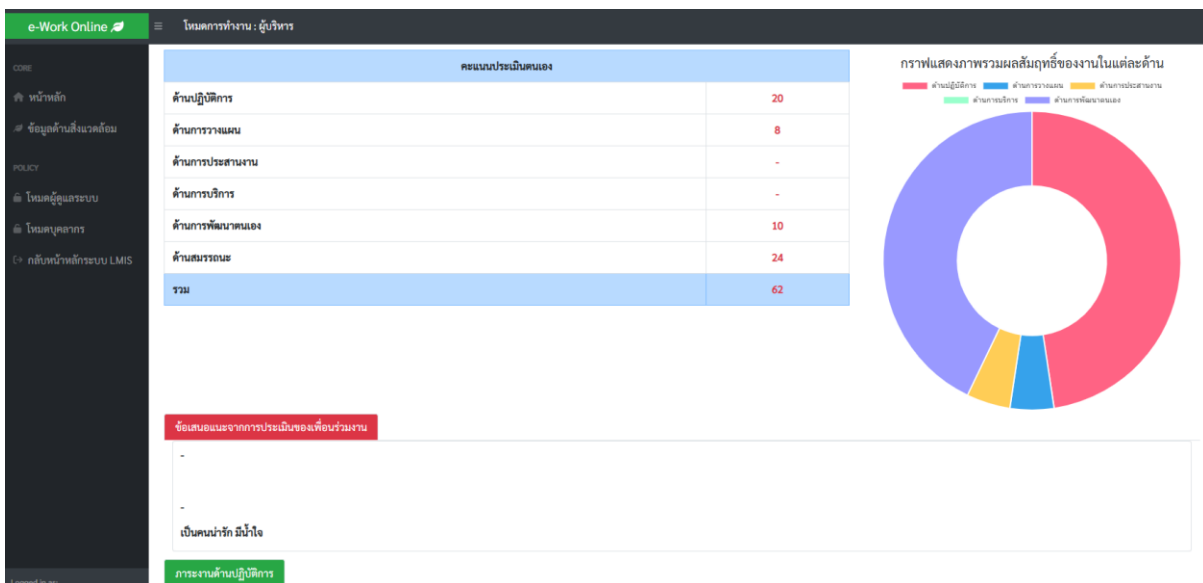 e-Work Online
โหมดการทำงาน : ผู้บริหาร
CORE
หน้าหลัก
ข้อมูลด้านสิ่งแวดล้อม
POLICY
โหมดผู้ดูแลระบบ
โหมดบุคลากร
กลับหน้าหลักระบบ LMIS
คะแนนประเมินตนเอง
ด้านปฏิบัติการ 20
ด้านการวางแผน 8
ด้านการประสานงาน -
ด้านการบริการ -
ด้านการพัฒนาตนเอง 10
ด้านสมรรถนะ 24
รวม 62
กราฟแสดงภาพรวมผลสัมฤทธิ์ของงานในแต่ละด้าน
ด้านปฏิบัติการ ด้านการวางแผน ด้านการประสานงาน
ด้านการบริการ ด้านการพัฒนาตนเอง
ข้อเสนอแนะจากการประเมินของเพื่อนร่วมงาน
-
-
เป็นคนน่ารัก มีน้ำใจ
ภาระงานด้านปฏิบัติการ